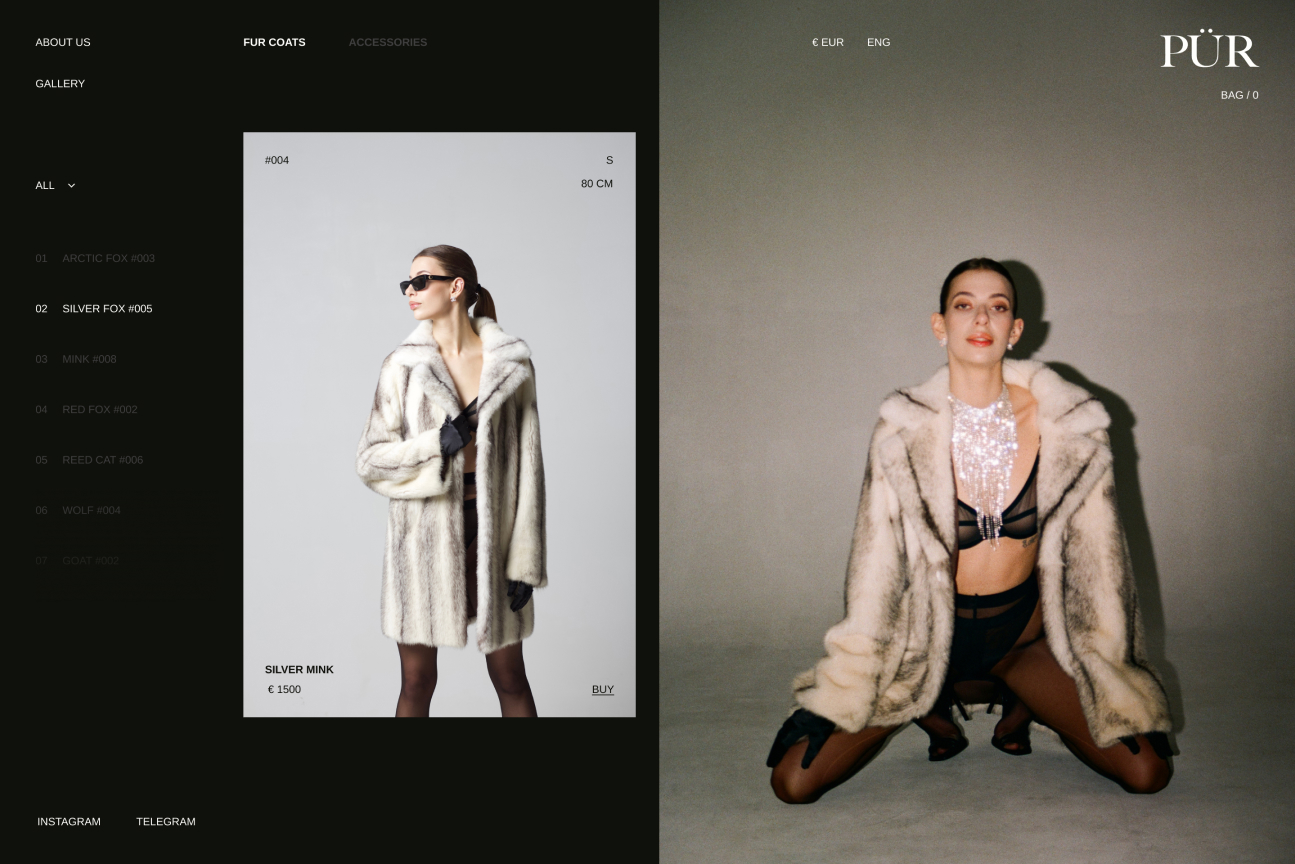 ABOUT US
FUR COATS
ACCESSORIES
€ EUR
ENG
PÜR
GALLERY
BAG / 0
#004
S
80 CM
ALL
01 ARCTIC FOX #003
02 SILVER FOX #005
03 MINK #008
04 RED FOX #002
05 REED CAT #006
06 WOLF #004
07 GOAT #002
SILVER MINK
€ 1500
BUY
INSTAGRAM
TELEGRAM